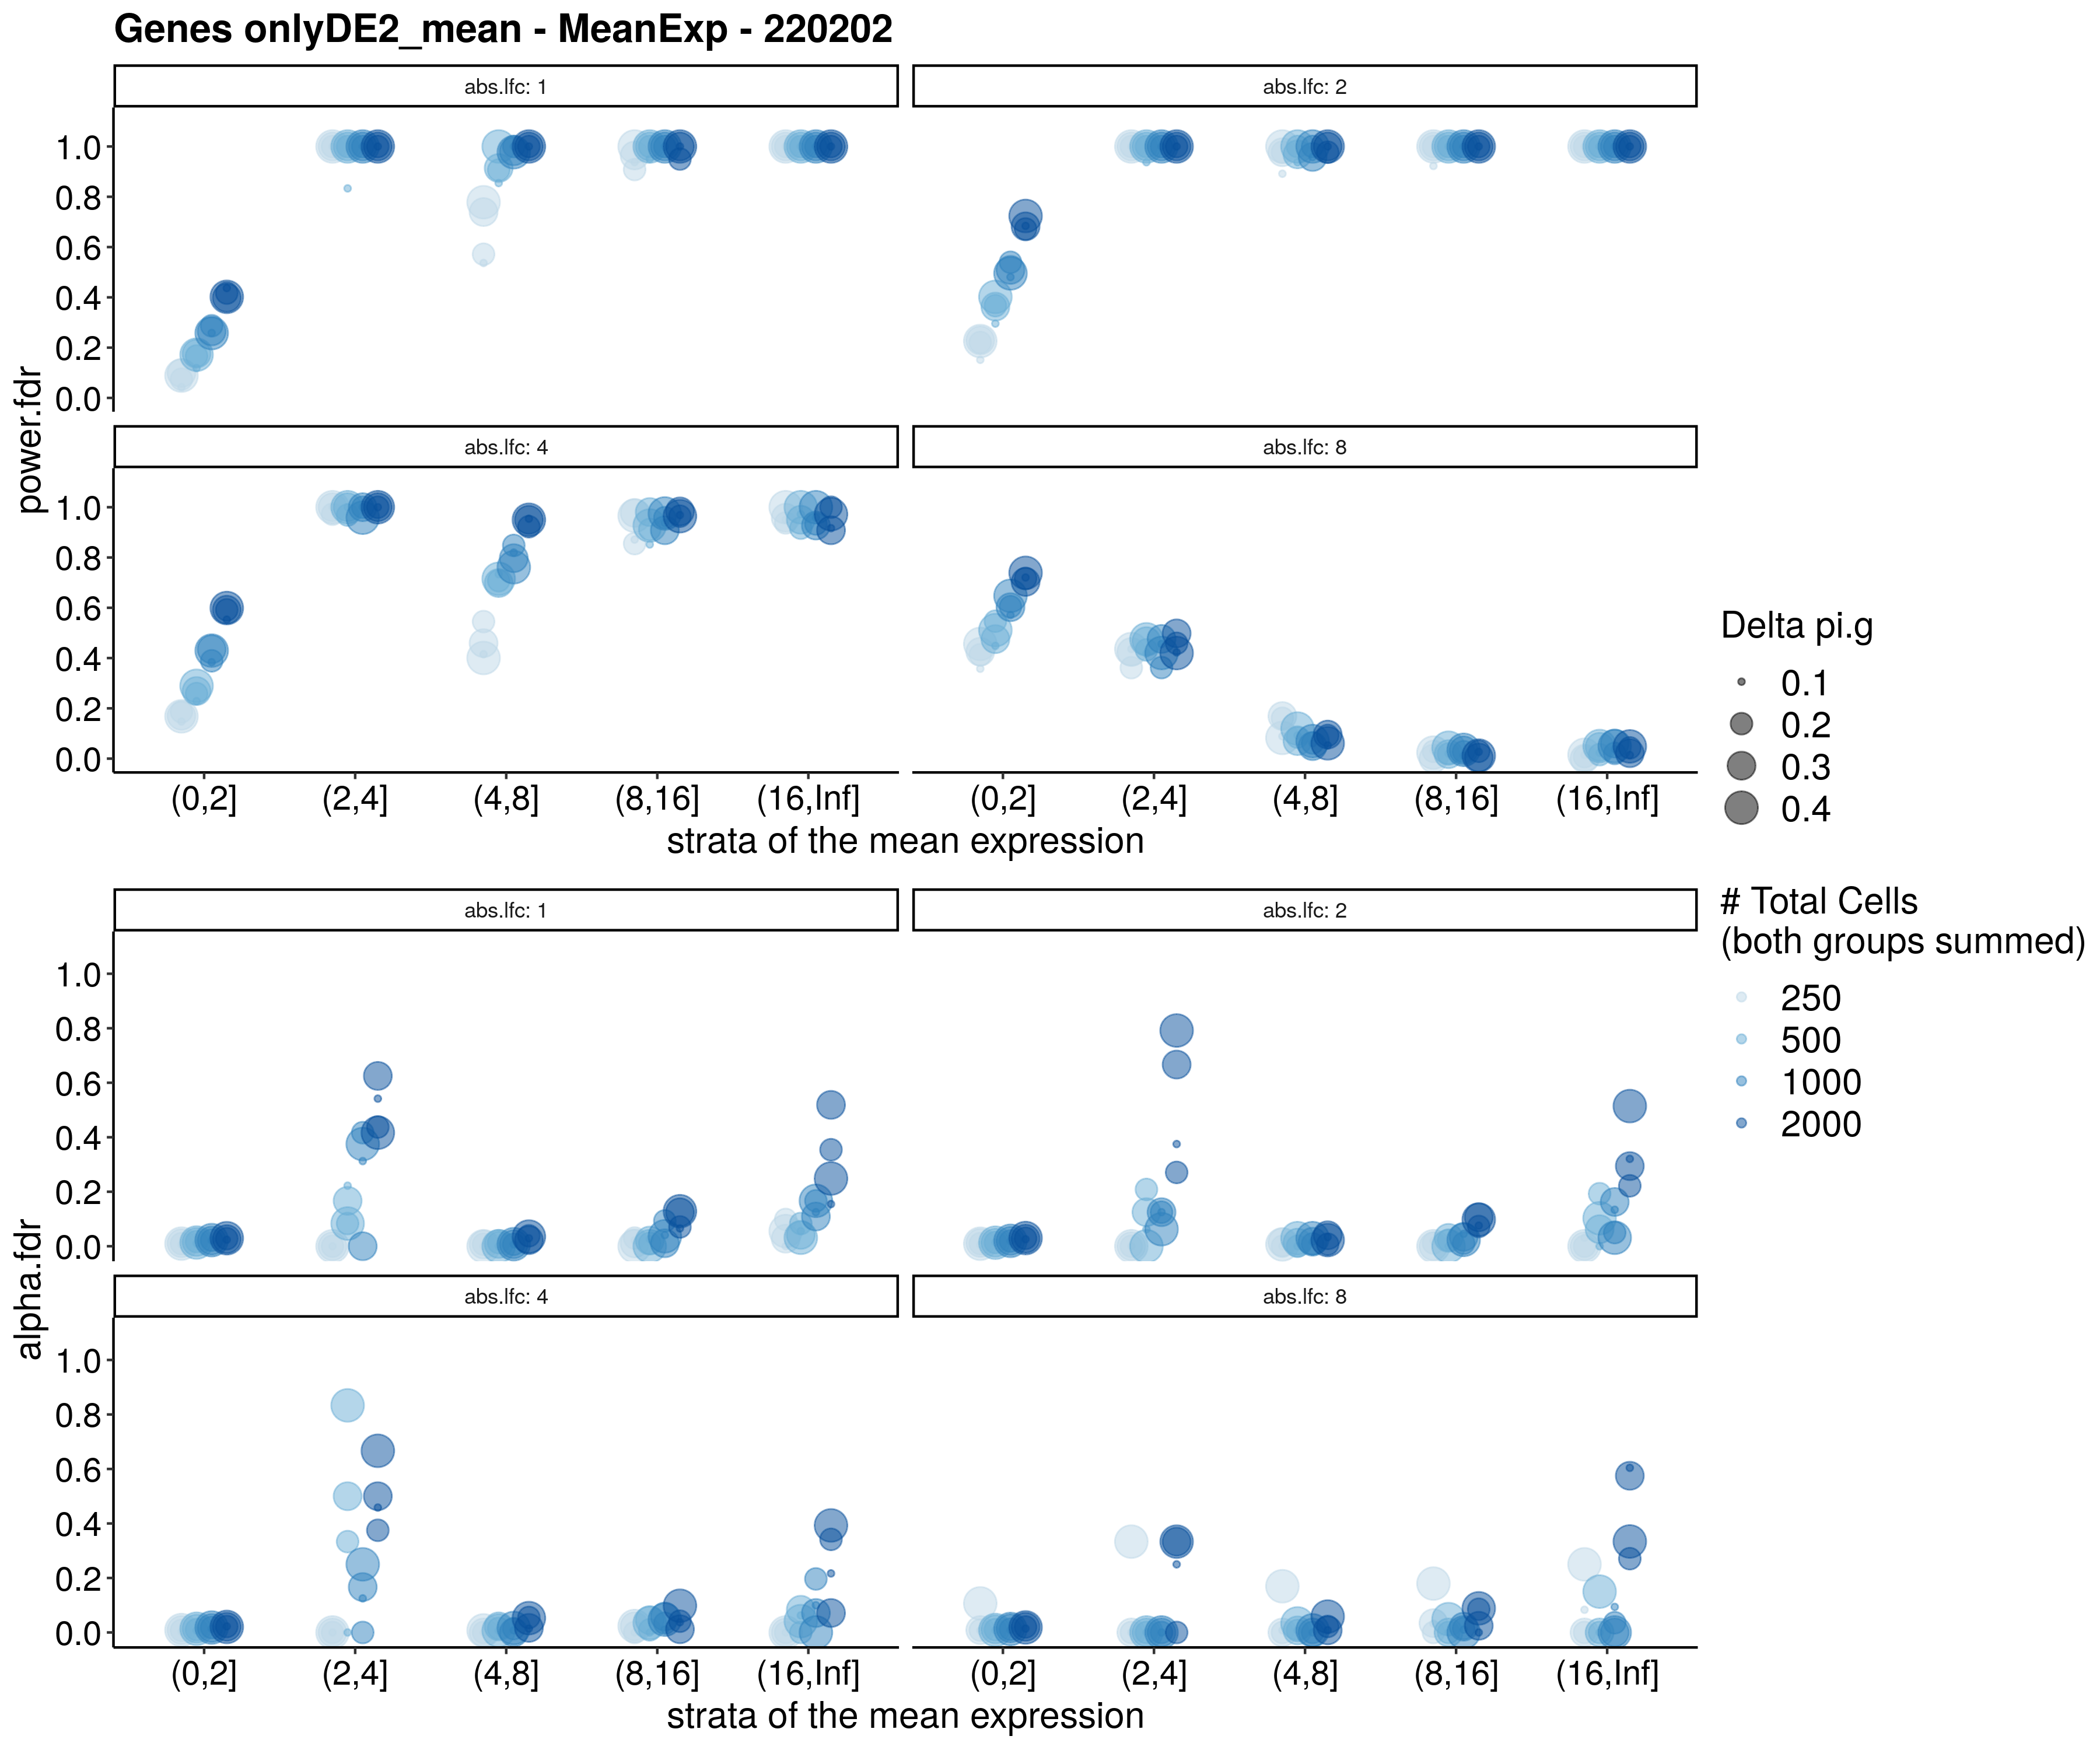 Genes onlyDE2_mean - MeanExp - 220202
abs.lfc: 1
abs.lfc: 2
1.0
0.8
0.6
0.4
0.2
0.0
power.fdr
abs.lfc: 4
abs.lfc: 8
1.0
0.8
0.6
0.4
0.2
0.0
(0,2]
(2,4]
(4,8]
(8,16]
(16,Inf]
(0,2]
(2,4]
(4,8]
(8,16]
(16,Inf]
strata of the mean expression
Delta pi.g
0.1
0.2
0.3
0.4
# Total Cells
(both groups summed)
250
500
1000
2000
abs.lfc: 1
abs.lfc: 2
1.0
0.8
0.6
0.4
0.2
0.0
alpha.fdr
abs.lfc: 4
abs.lfc: 8
1.0
0.8
0.6
0.4
0.2
0.0
(0,2]
(2,4]
(4,8]
(8,16]
(16,Inf]
(0,2]
(2,4]
(4,8]
(8,16]
(16,Inf]
strata of the mean expression